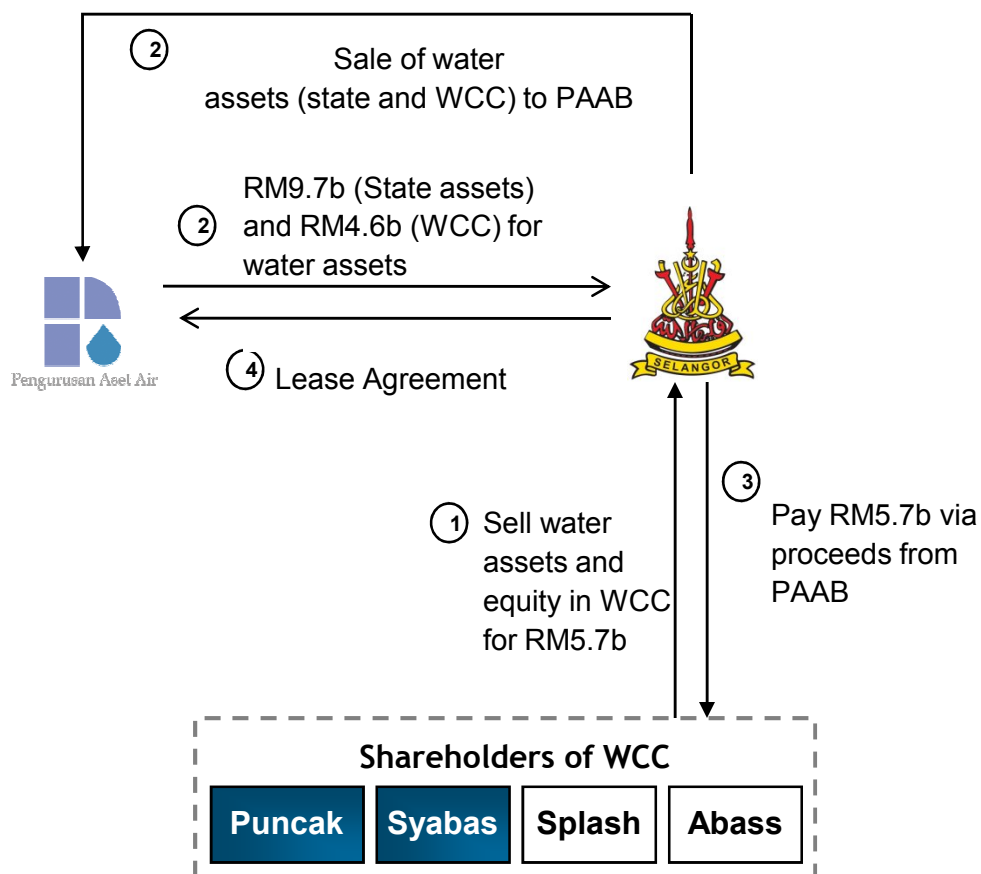 2
Sale of water
assets (state and WCC) to PAAB
RM9.7b (State assets)
2
and RM4.6b (WCC) for
water assets
Pengurusan Aset Air
SELANGOR
4 Lease Agreement
3
1 Sell water
assets and
equity in WCC
for RM5.7b
Pay RM5.7b via
proceeds from
PAAB
Shareholders of WCC
Puncak Syabas Splash Abass